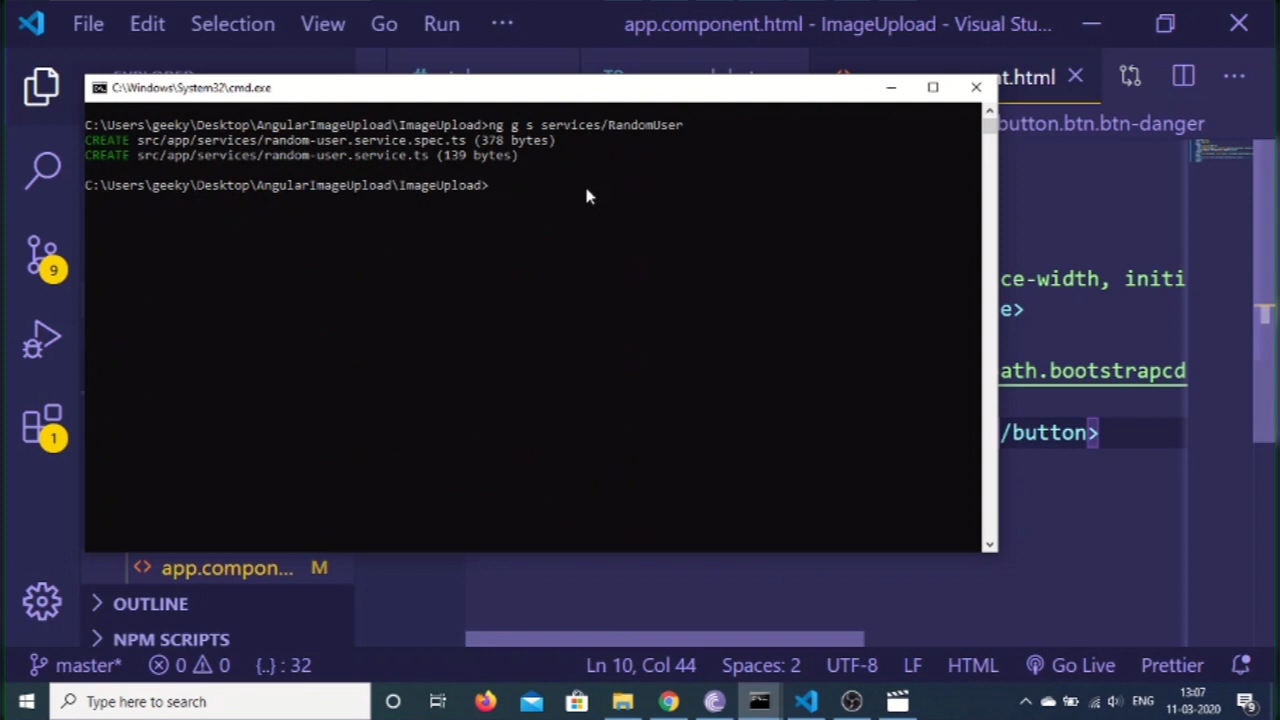 File Edit Selection View Go Run ··· app.component.html - ImageUpload - Visual Stu...
C:\Windows\System32\cmd.exe
nt.html
button.btn.btn-danger
C:\Users\geeky\Desktop\AngularImageUpload\ImageUpload>ng g s services/RandomUser
CREATE src/app/services/random-user.service.spec.ts (378 bytes)
CREATE src/app/services/random-user.service.ts (139 bytes)
C:\Users\geeky\Desktop\AngularImageUpload\ImageUpload>
9
ce-width, initi
e>
ath.bootstrapcd
1
/button>
<> app.compon... M
OUTLINE
NPM SCRIPTS
master* 0 0 {..} : 32 Ln 10, Col 44 Spaces: 2 UTF-8 LF HTML Go Live Prettier
Type here to search
ENG
13:07
11-03-2020
9